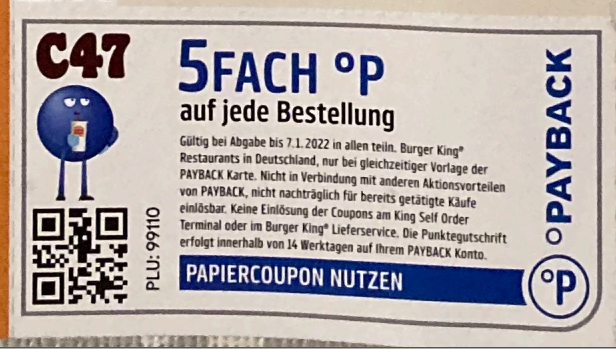 C47
5FACH °P
auf jede Bestellung
Gültig bei Abgabe bis 7.1.2022 in allen teiln. Burger King®
Restaurants in Deutschland, nur bei gleichzeitiger Vorlage der
PAYBACK Karte. Nicht in Verbindung mit anderen Aktionsvorteilen
von PAYBACK, nicht nachträglich für bereits getätigte Käufe
einlösbar. Keine Einlösung der Coupons am King Self Order
Terminal oder im Burger King® Lieferservice. Die Punktegutschrift
erfolgt innerhalb von 14 Werktagen auf Ihrem PAYBACK Konto.
PLU: 99110
PAPIERCOUPON NUTZEN
°PAYBACK
°P